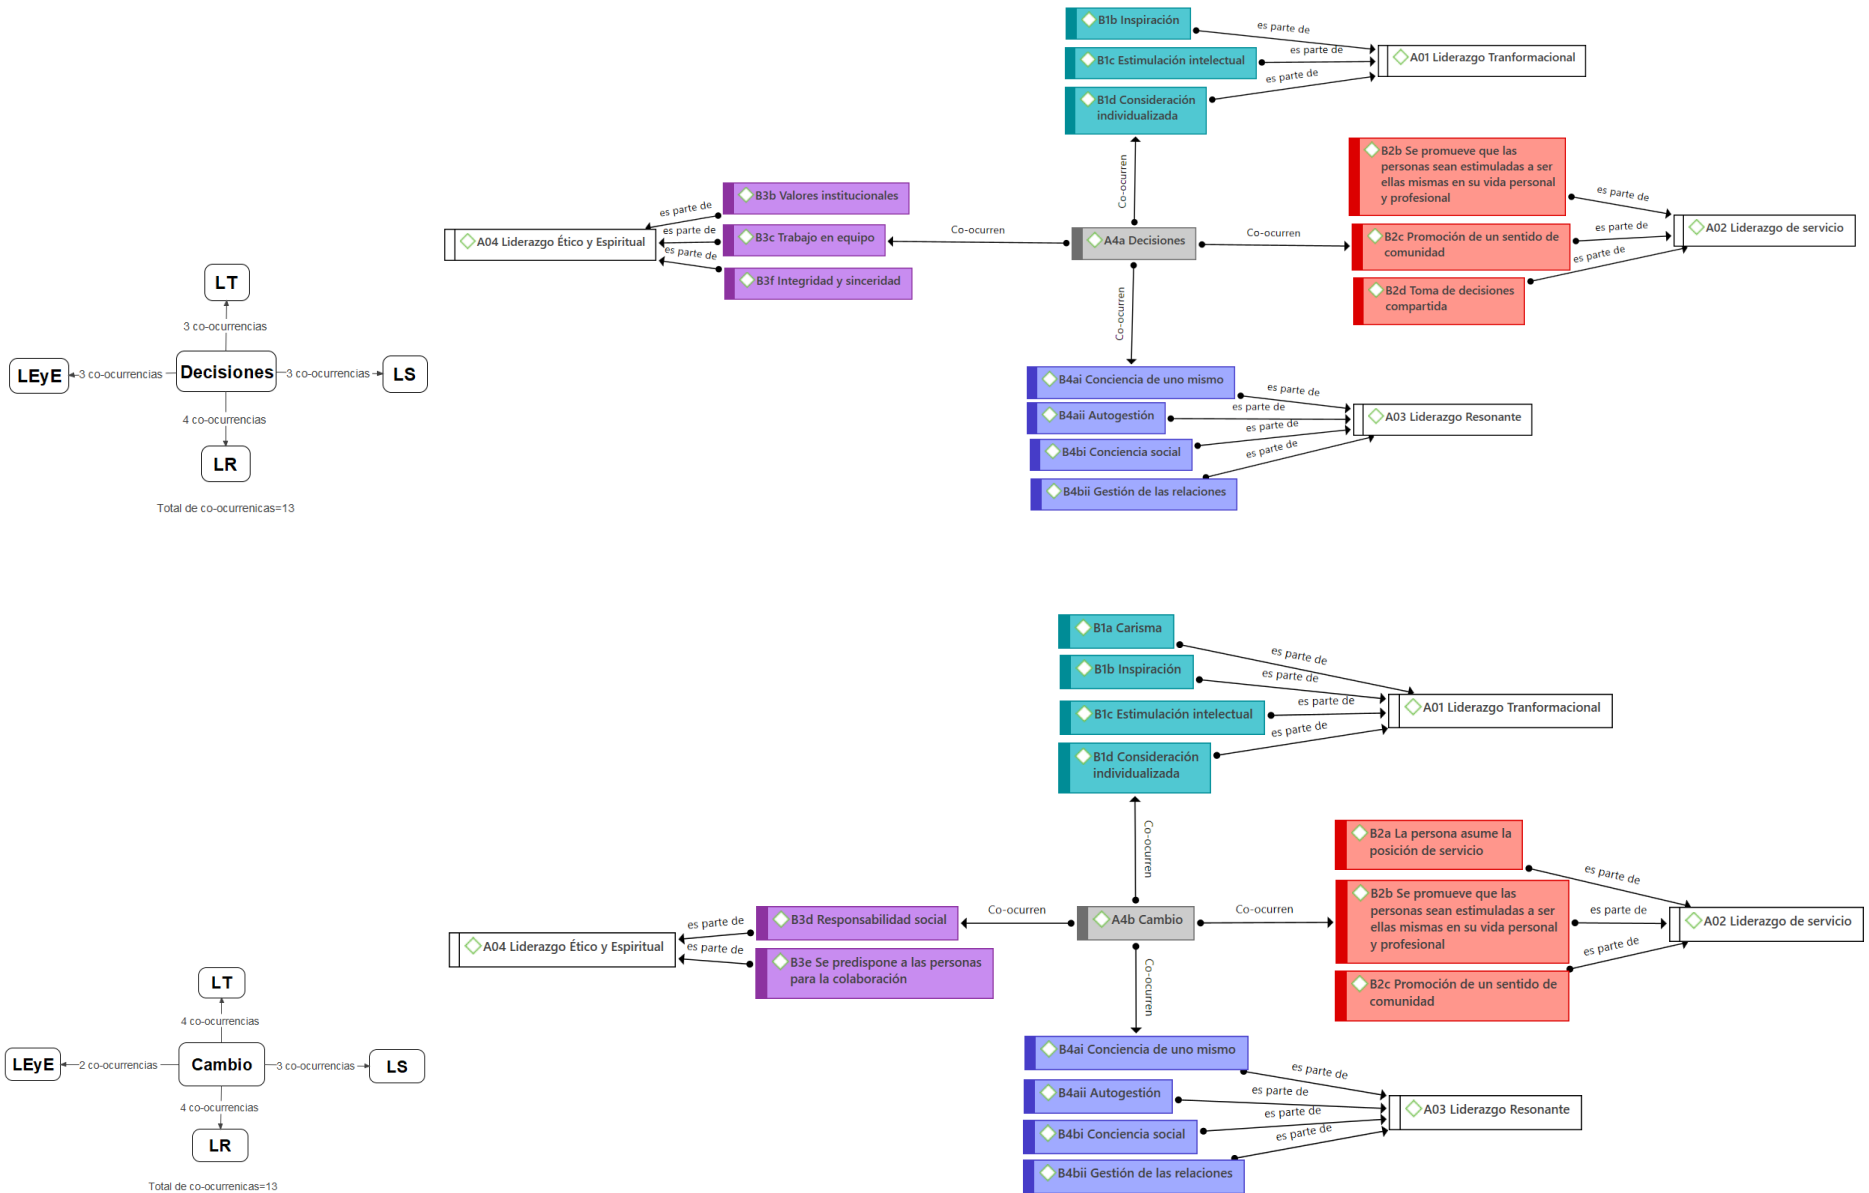 B1b Inspiración
es parte de
B1c Estimulación intelectual
es parte de
A01 Liderazgo Tranformacional
es parte de
B1d Consideración
individualizada
Co-ocurren
B2b Se promueve que las
personas sean estimuladas a ser
ellas mismas en su vida personal
y profesional
es parte de
B2c Promoción de un sentido de
comunidad
es parte de
A02 Liderazgo de servicio
B2d Toma de decisiones
compartida
es parte de
Co-ocurren
A4a Decisiones
Co-ocurren
B3b Valores institucionales
es parte de
B3c Trabajo en equipo
es parte de
A04 Liderazgo Ético y Espiritual
B3f Integridad y sinceridad
es parte de
Co-ocurren
B4ai Conciencia de uno mismo
es parte de
B4aii Autogestión
es parte de
A03 Liderazgo Resonante
B4bi Conciencia social
es parte de
B4bii Gestión de las relaciones
es parte de
LT
3 co-ocurrencias
LEyE
3 co-ocurrencias
Decisiones
3 co-ocurrencias
LS
4 co-ocurrencias
LR
Total de co-ocurrenicas=13
B1a Carisma
es parte de
B1b Inspiración
es parte de
B1c Estimulación intelectual
es parte de
A01 Liderazgo Tranformacional
B1d Consideración
individualizada
es parte de
Co-ocurren
B2a La persona asume la
posición de servicio
es parte de
B2b Se promueve que las
personas sean estimuladas a ser
ellas mismas en su vida personal
y profesional
es parte de
A02 Liderazgo de servicio
B2c Promoción de un sentido de
comunidad
es parte de
Co-ocurren
A4b Cambio
Co-ocurren
B3d Responsabilidad social
es parte de
A04 Liderazgo Ético y Espiritual
B3e Se predispone a las personas
para la colaboración
es parte de
Co-ocurren
B4ai Conciencia de uno mismo
es parte de
B4aii Autogestión
es parte de
A03 Liderazgo Resonante
B4bi Conciencia social
es parte de
B4bii Gestión de las relaciones
es parte de
LT
4 co-ocurrencias
LEyE
2 co-ocurrencias
Cambio
3 co-ocurrencias
LS
4 co-ocurrencias
LR
Total de co-ocurrenicas=13